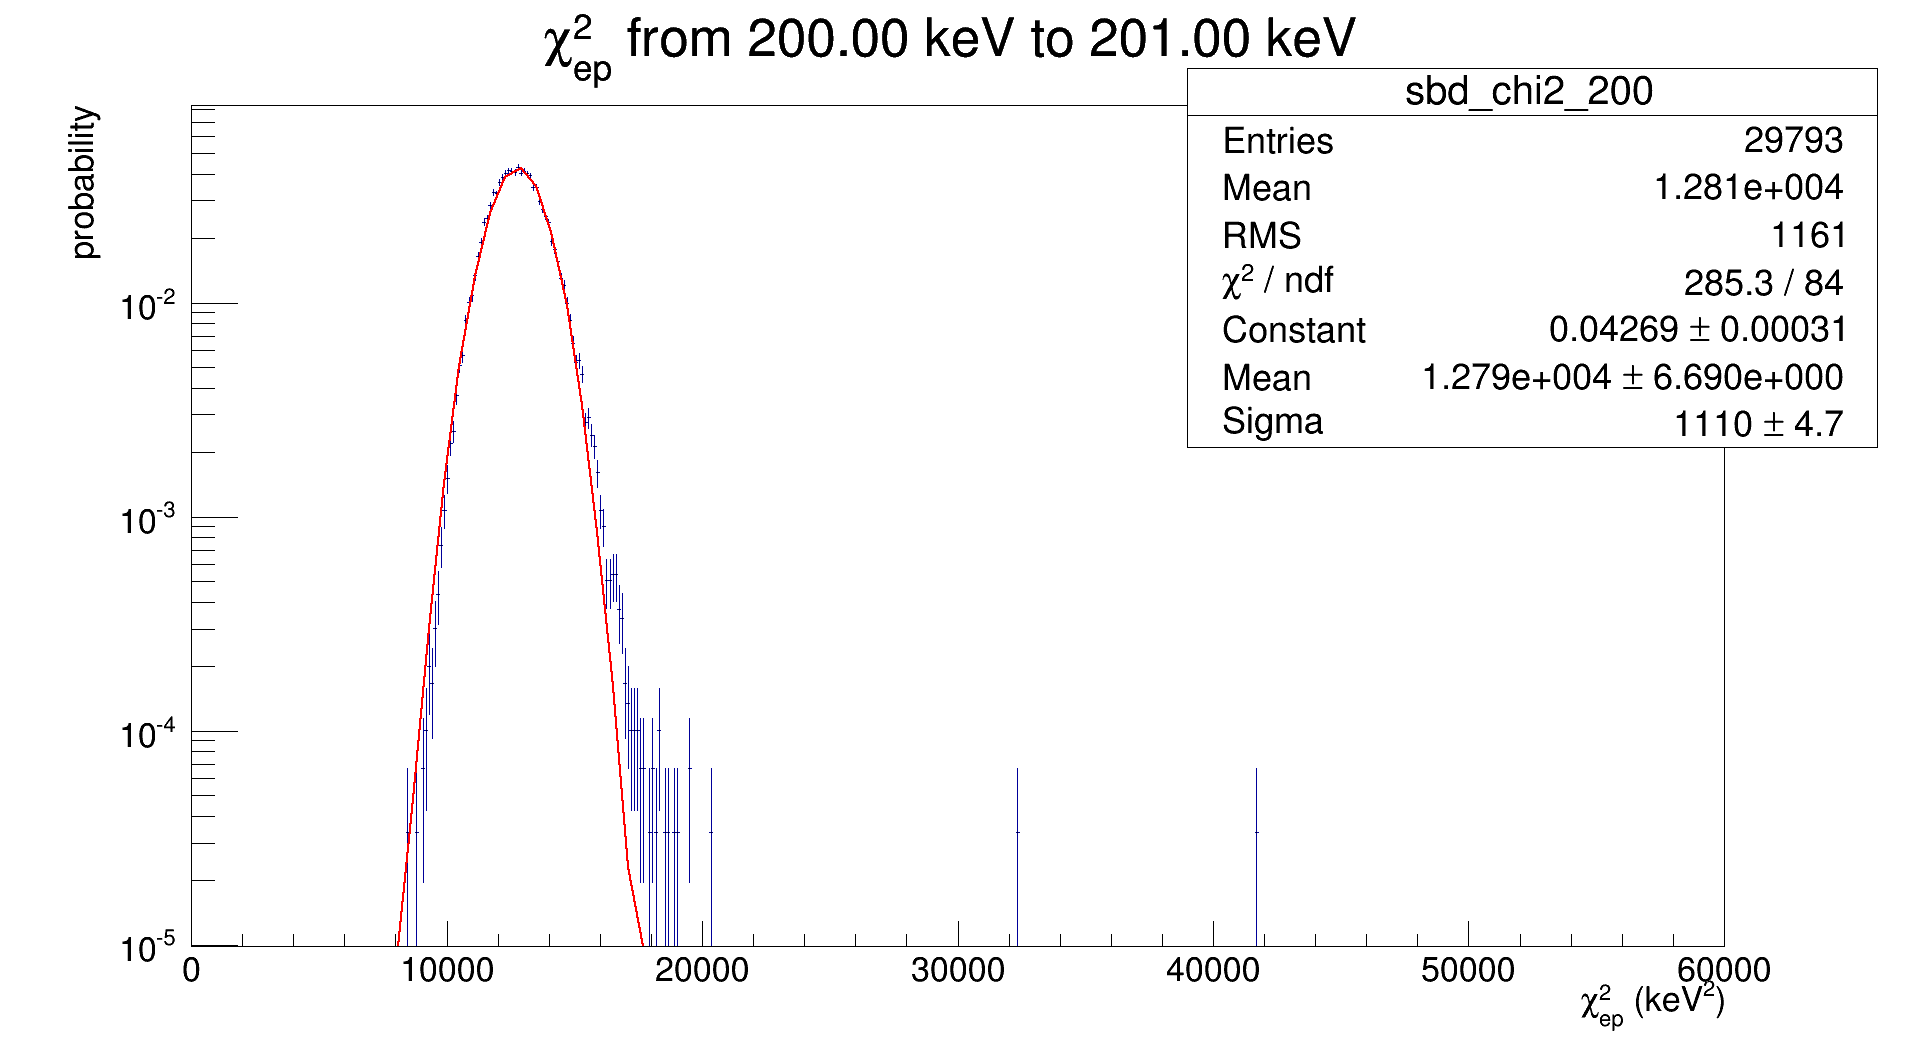 χ²ep from 200.00 keV to 201.00 keV
sbd_chi2_200
Entries 29793
Mean 1.281e+004
RMS 1161
χ² / ndf 285.3 / 84
Constant 0.04269 ± 0.00031
Mean 1.279e+004 ± 6.690e+000
Sigma 1110 ± 4.7
probability
10⁻²
10⁻³
10⁻⁴
10⁻⁵
0 10000 20000 30000 40000 50000 60000
χ²ep (keV²)